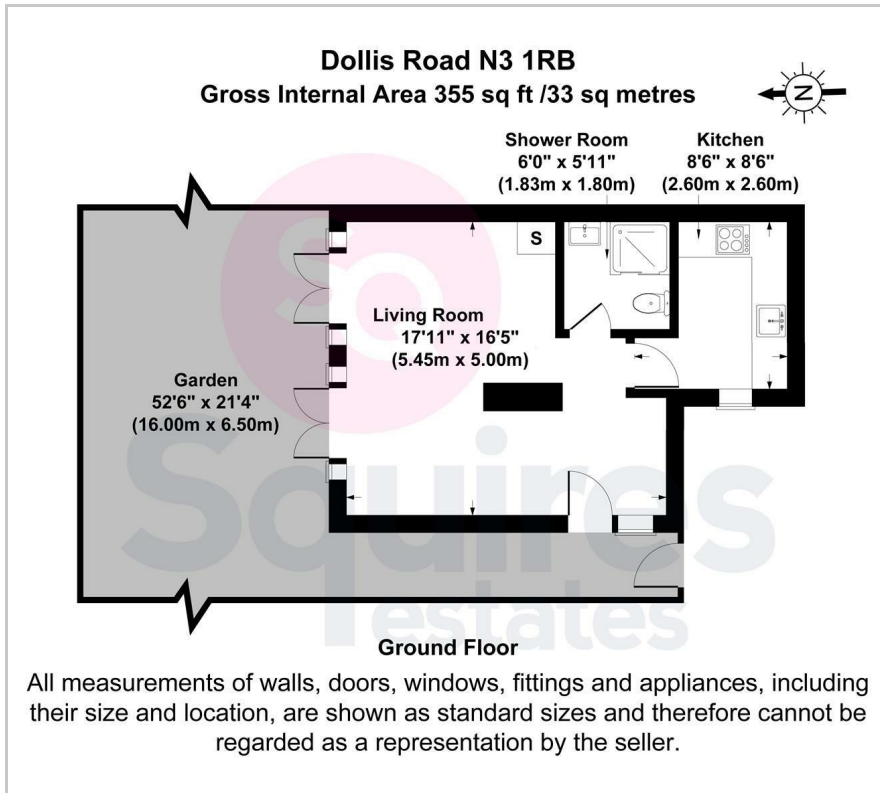 Dollis Road N3 1RB
Gross Internal Area 355 sq ft /33 sq metres
N
Shower Room
6'0" x 5'11"
(1.83m x 1.80m)
Kitchen
8'6" x 8'6"
(2.60m x 2.60m)
S
Living Room
17'11" x 16'5"
(5.45m x 5.00m)
Garden
52'6" x 21'4"
(16.00m x 6.50m)
SQ
Squires
estates
Ground Floor
All measurements of walls, doors, windows, fittings and appliances, including
their size and location, are shown as standard sizes and therefore cannot be
regarded as a representation by the seller.